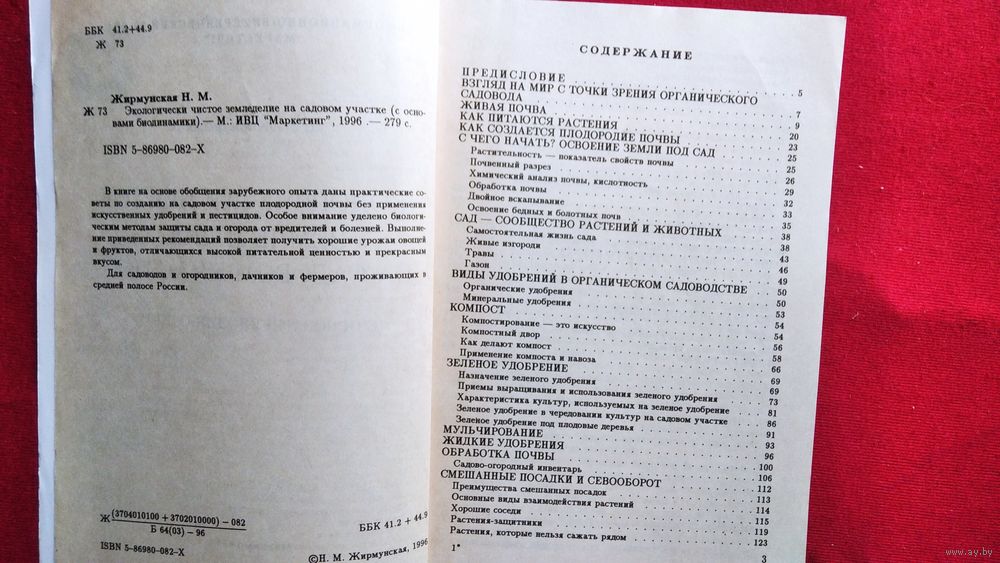 ББК 41.2+44.9
Ж 73
Жирмунская Н. М.
Ж 73 Экологически чистое земледелие на садовом участке (с осно-
вами биодинамики).— М.: ИВЦ "Маркетинг", 1996 .— 279 с.
ISBN 5-86980-082-X
В книге на основе обобщения зарубежного опыта даны практические со-
веты по созданию на садовом участке плодородной почвы без применения
искусственных удобрений и пестицидов. Особое внимание уделено биологи-
ческим методам защиты сада и огорода от вредителей и болезней. Выполне-
ние приведенных рекомендаций позволяет получить хорошие урожаи овощей
и фруктов, отличающихся высокой питательной ценностью и прекрасным
вкусом.
Для садоводов и огородников, дачников и фермеров, проживающих в
средней полосе России.
Ж (3704010100 + 3702010000) — 082
Б 64(03) — 96
ББК 41.2 + 44.9
ISBN 5-86980-082-X
©Н. М. Жирмунская, 1996
СОДЕРЖАНИЕ
ПРЕДИСЛОВИЕ 5
ВЗГЛЯД НА МИР С ТОЧКИ ЗРЕНИЯ ОРГАНИЧЕСКОГО
САДОВОДА 7
ЖИВАЯ ПОЧВА 9
КАК ПИТАЮТСЯ РАСТЕНИЯ 20
КАК СОЗДАЕТСЯ ПЛОДОРОДИЕ ПОЧВЫ 23
С ЧЕГО НАЧАТЬ? ОСВОЕНИЕ ЗЕМЛИ ПОД САД 25
Растительность — показатель свойств почвы 25
Почвенный разрез 26
Химический анализ почвы, кислотность 29
Обработка почвы 32
Двойное вскапывание 33
Освоение бедных и болотных почв 35
САД — СООБЩЕСТВО РАСТЕНИЙ И ЖИВОТНЫХ 38
Самостоятельная жизнь сада 38
Живые изгороди 43
Травы 46
Газон 49
ВИДЫ УДОБРЕНИЙ В ОРГАНИЧЕСКОМ САДОВОДСТВЕ 50
Органические удобрения 50
Минеральные удобрения 53
КОМПОСТ 54
Компостирование — это искусство 54
Компостный двор 56
Как делают компост 58
Применение компоста и навоза 66
ЗЕЛЕНОЕ УДОБРЕНИЕ 69
Назначение зеленого удобрения 69
Приемы выращивания и использования зеленого удобрения 73
Характеристика культур, используемых на зеленое удобрение 81
Зеленое удобрение в чередовании культур на садовом участке 86
Зеленое удобрение под плодовые деревья 91
МУЛЬЧИРОВАНИЕ 93
ЖИДКИЕ УДОБРЕНИЯ 96
ОБРАБОТКА ПОЧВЫ 100
Садово-огородный инвентарь 106
СМЕШАННЫЕ ПОСАДКИ И СЕВООБОРОТ 112
Преимущества смешанных посадок 113
Основные виды взаимодействия растений 114
Хорошие соседи 115
Растения-защитники 119
Растения, которые нельзя сажать рядом 123
1*
3
www.ay.by